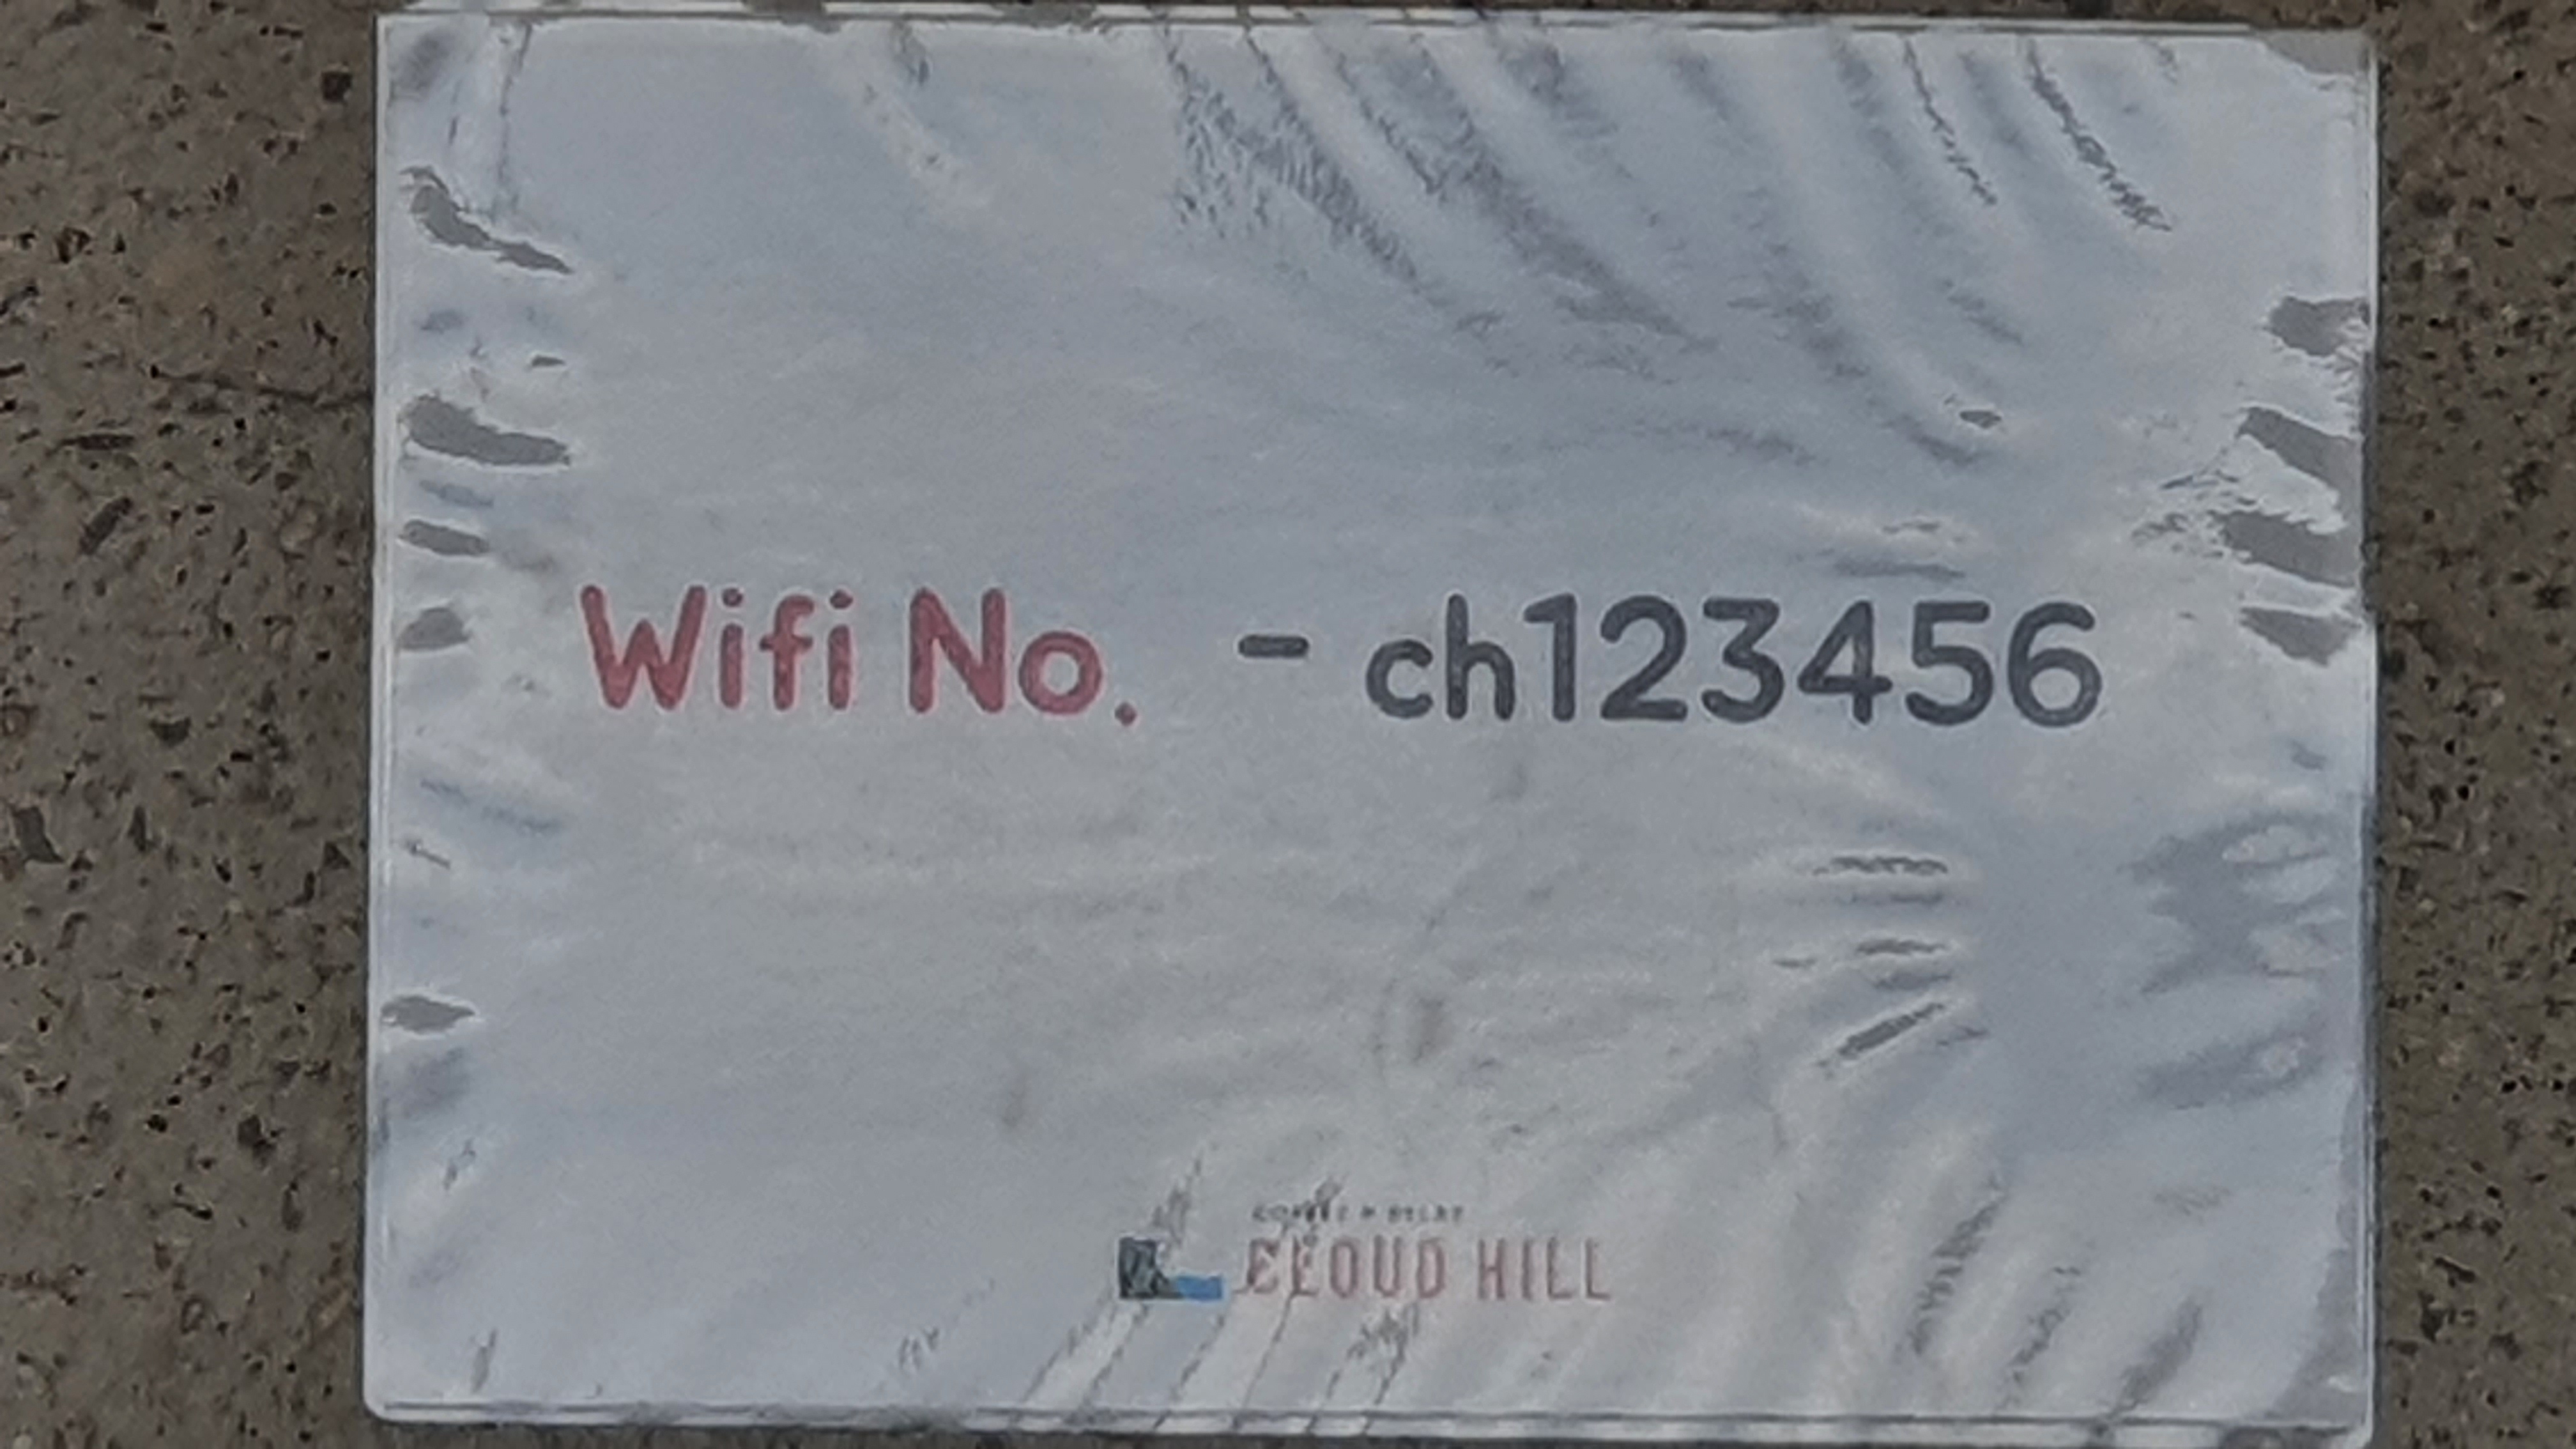 Wifi No. - ch123456
CLOUD HILL